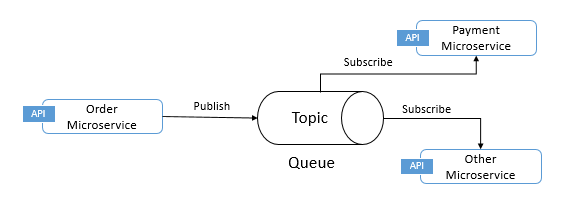 Payment
API
Microservice
Subscribe
Order
API
Microservice
Publish
Topic
Queue
Subscribe
Other
API
Microservice